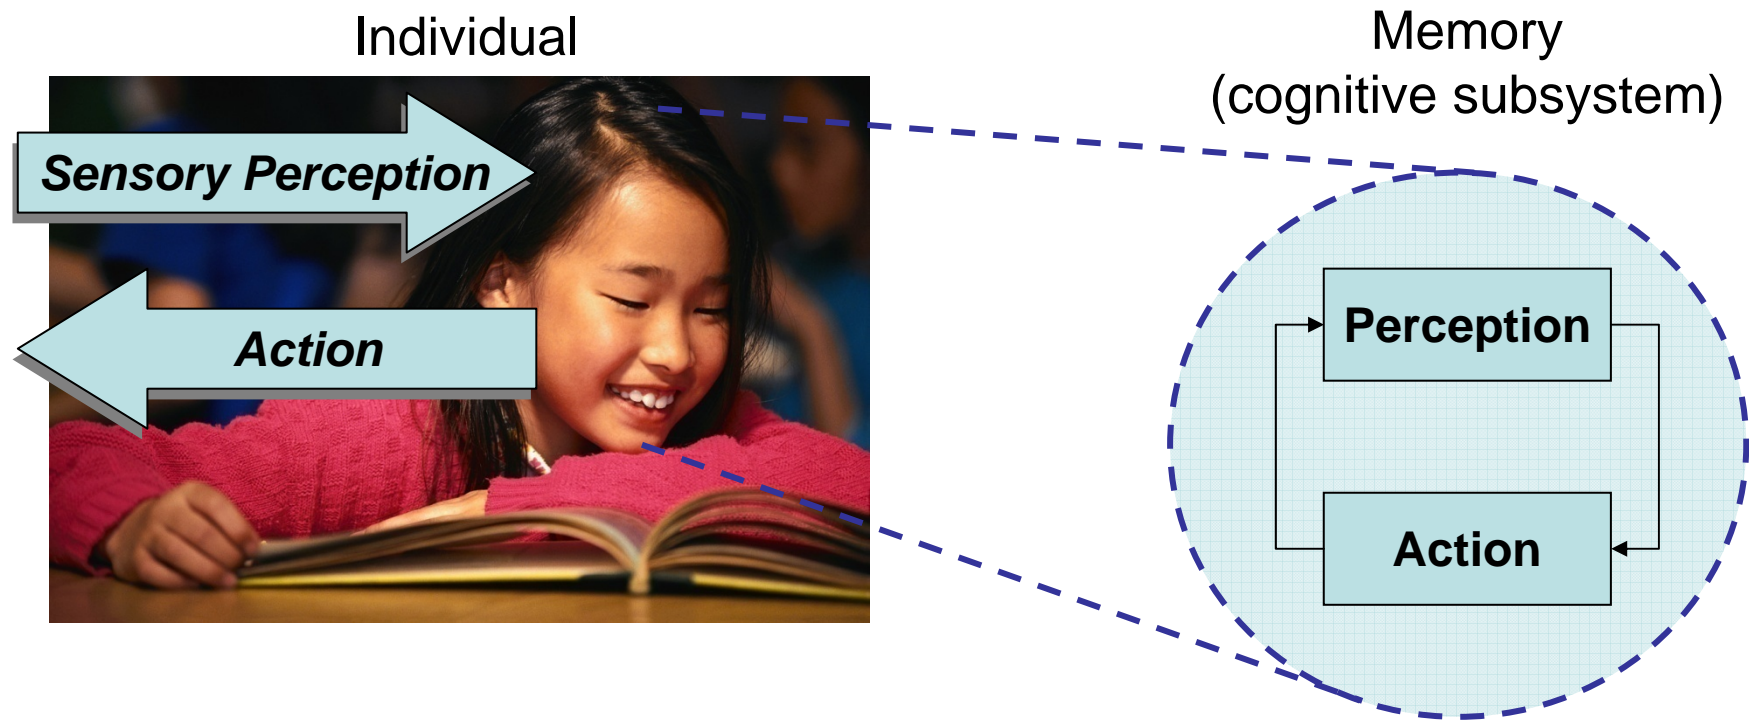 Individual
Memory
(cognitive subsystem)
Sensory Perception
Action
Perception
Action